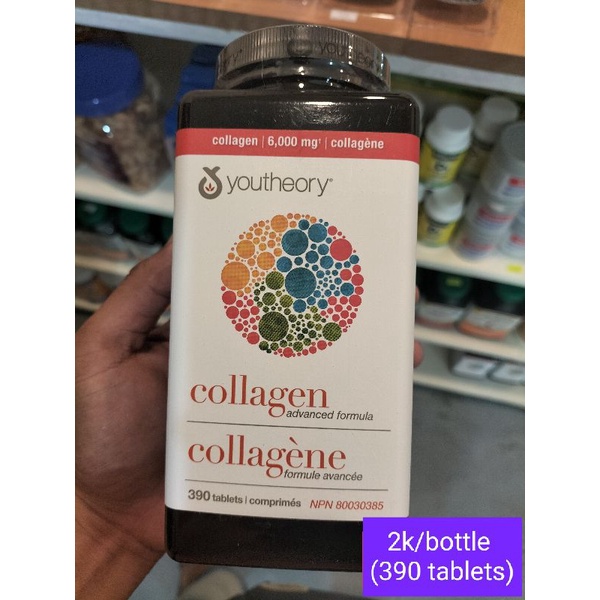 youtheory®
collagen | 6,000 mg† | collagène
youtheory®
collagen
advanced formula
collagène
formule avancée
390 tablets | comprimés NPN 80030385
2k/bottle
(390 tablets)